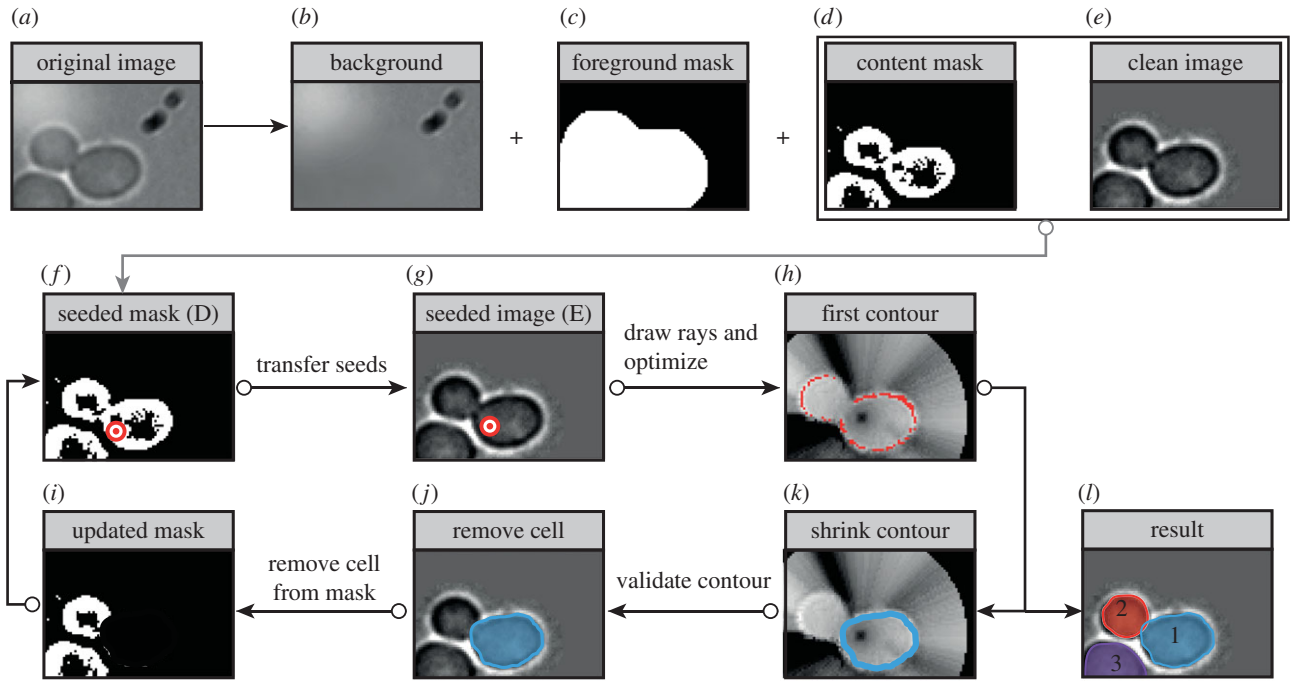 (a)
(b)
(c)
(d)
(e)
original image
background
foreground mask
content mask
clean image
+
+
(f)
(g)
(h)
seeded mask (D)
seeded image (E)
first contour
transfer seeds
draw rays and
optimize
(i)
(j)
(k)
(l)
updated mask
remove cell
shrink contour
result
remove cell
from mask
validate contour
2
1
3